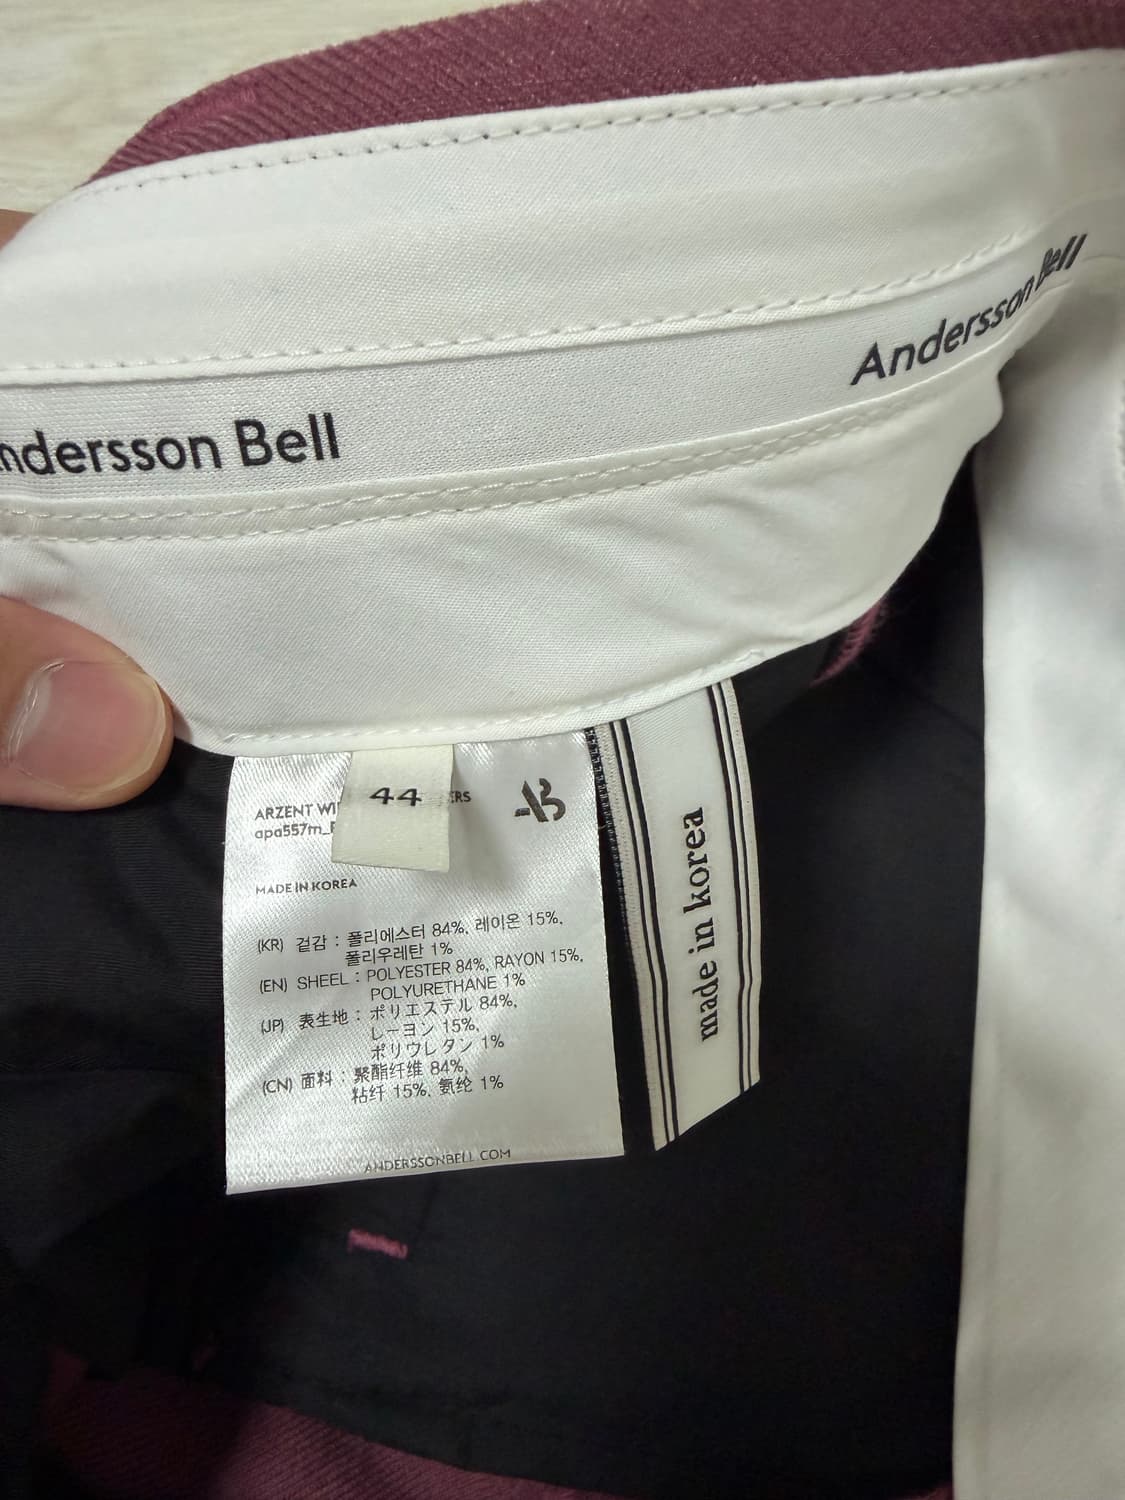 Andersson Bell
ndersson Bell
44
ARZENT WI
ERS
apa557m_
MADE IN KOREA
(KR) 겉감 : 폴리에스터 84%, 레이온 15%,
폴리우레탄 1%
(EN) SHEEL : POLYESTER 84%, RAYON 15%,
POLYURETHANE 1%
(JP) 表生地 : ポリエステル 84%,
レーヨン 15%,
ポリウレタン 1%
(CN) 面料 : 聚酯纤维 84%,
粘纤 15%, 氨纶 1%
ANDERSSONBELL.COM
made in korea